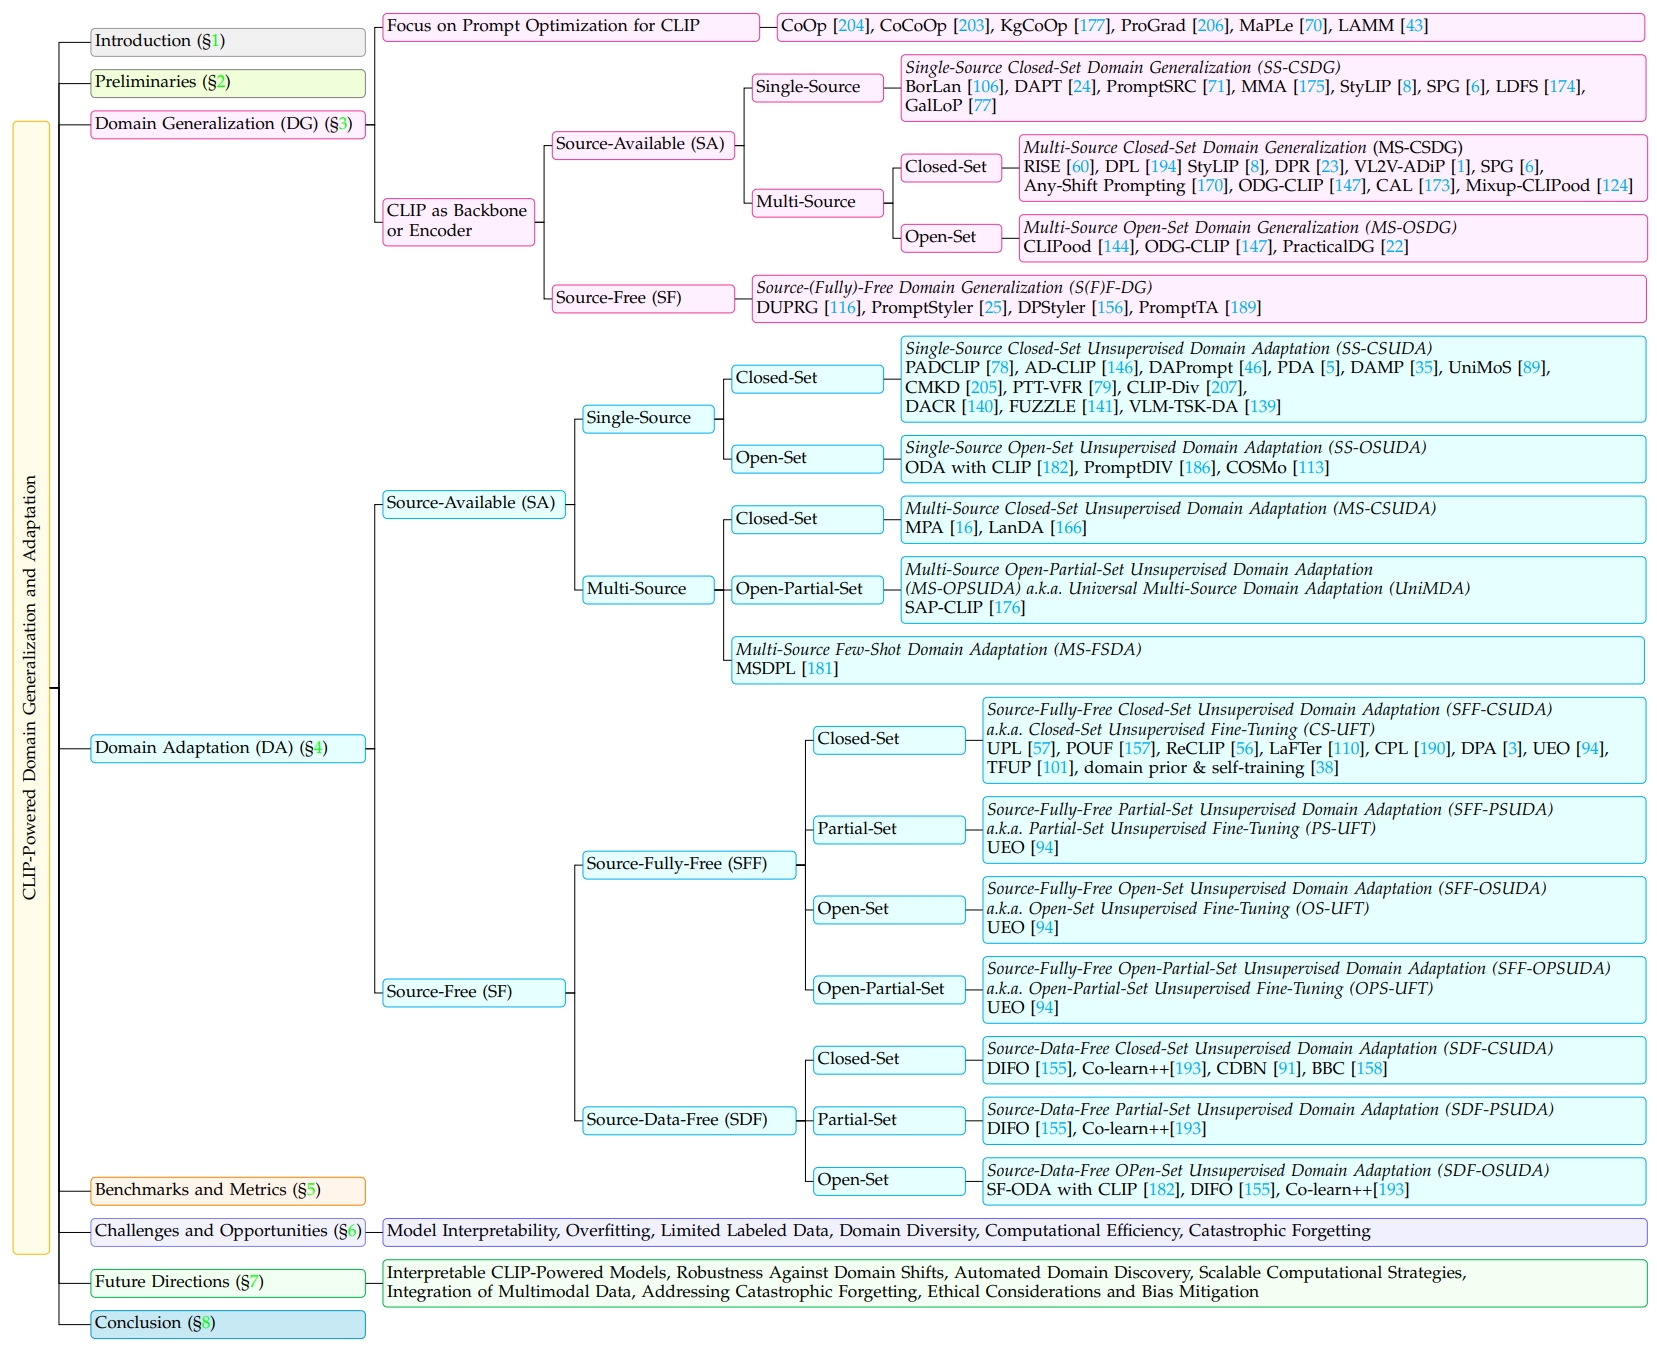 CLIP-Powered Domain Generalization and Adaptation
Introduction (§1)
Preliminaries (§2)
Domain Generalization (DG) (§3)
Focus on Prompt Optimization for CLIP
CoOp [204], CoCoOp [203], KgCoOp [177], ProGrad [206], MaPLe [70], LAMM [43]
CLIP as Backbone
or Encoder
Source-Available (SA)
Single-Source
Single-Source Closed-Set Domain Generalization (SS-CSDG)
BorLan [106], DAPT [24], PromptSRC [71], MMA [175], StyLIP [8], SPG [6], LDFS [174],
GalLoP [77]
Multi-Source
Closed-Set
Multi-Source Closed-Set Domain Generalization (MS-CSDG)
RISE [60], DPL [194] StyLIP [8], DPR [23], VL2V-ADiP [1], SPG [6],
Any-Shift Prompting [170], ODG-CLIP [147], CAL [173], Mixup-CLIPood [124]
Open-Set
Multi-Source Open-Set Domain Generalization (MS-OSDG)
CLIPood [144], ODG-CLIP [147], PracticalDG [22]
Source-Free (SF)
Source-(Fully)-Free Domain Generalization (S(F)F-DG)
DUPRG [116], PromptStyler [25], DPStyler [156], PromptTA [189]
Domain Adaptation (DA) (§4)
Source-Available (SA)
Single-Source
Closed-Set
Single-Source Closed-Set Unsupervised Domain Adaptation (SS-CSUDA)
PADCLIP [78], AD-CLIP [146], DAPrompt [46], PDA [5], DAMP [35], UniMoS [89],
CMKD [205], PTT-VFR [79], CLIP-Div [207],
DACR [140], FUZZLE [141], VLM-TSK-DA [139]
Open-Set
Single-Source Open-Set Unsupervised Domain Adaptation (SS-OSUDA)
ODA with CLIP [182], PromptDIV [186], COSMo [113]
Multi-Source
Closed-Set
Multi-Source Closed-Set Unsupervised Domain Adaptation (MS-CSUDA)
MPA [16], LanDA [166]
Open-Partial-Set
Multi-Source Open-Partial-Set Unsupervised Domain Adaptation
(MS-OPSUDA) a.k.a. Universal Multi-Source Domain Adaptation (UniMDA)
SAP-CLIP [176]
Multi-Source Few-Shot Domain Adaptation (MS-FSDA)
MSDPL [181]
Source-Free (SF)
Source-Fully-Free (SFF)
Closed-Set
Source-Fully-Free Closed-Set Unsupervised Domain Adaptation (SFF-CSUDA)
a.k.a. Closed-Set Unsupervised Fine-Tuning (CS-UFT)
UPL [57], POUF [157], ReCLIP [56], LaFTer [110], CPL [190], DPA [3], UEO [94],
TFUP [101], domain prior & self-training [38]
Partial-Set
Source-Fully-Free Partial-Set Unsupervised Domain Adaptation (SFF-PSUDA)
a.k.a. Partial-Set Unsupervised Fine-Tuning (PS-UFT)
UEO [94]
Open-Set
Source-Fully-Free Open-Set Unsupervised Domain Adaptation (SFF-OSUDA)
a.k.a. Open-Set Unsupervised Fine-Tuning (OS-UFT)
UEO [94]
Open-Partial-Set
Source-Fully-Free Open-Partial-Set Unsupervised Domain Adaptation (SFF-OPSUDA)
a.k.a. Open-Partial-Set Unsupervised Fine-Tuning (OPS-UFT)
UEO [94]
Source-Data-Free (SDF)
Closed-Set
Source-Data-Free Closed-Set Unsupervised Domain Adaptation (SDF-CSUDA)
DIFO [155], Co-learn++[193], CDBN [91], BBC [158]
Partial-Set
Source-Data-Free Partial-Set Unsupervised Domain Adaptation (SDF-PSUDA)
DIFO [155], Co-learn++[193]
Open-Set
Source-Data-Free OPen-Set Unsupervised Domain Adaptation (SDF-OSUDA)
SF-ODA with CLIP [182], DIFO [155], Co-learn++[193]
Benchmarks and Metrics (§5)
Challenges and Opportunities (§6)
Model Interpretability, Overfitting, Limited Labeled Data, Domain Diversity, Computational Efficiency, Catastrophic Forgetting
Future Directions (§7)
Interpretable CLIP-Powered Models, Robustness Against Domain Shifts, Automated Domain Discovery, Scalable Computational Strategies,
Integration of Multimodal Data, Addressing Catastrophic Forgetting, Ethical Considerations and Bias Mitigation
Conclusion (§8)